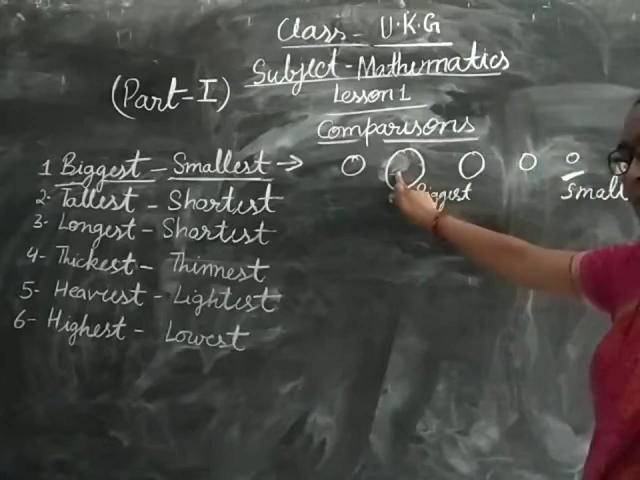 Class - U.K.G
Subject - Mathematics
(Part-I)
Lesson 1
Comparisons
1 Biggest - Smallest →
Biggest
Small
2- Tallest - Shortest
3- Longest - Shortest
4- Thickest - Thinnest
5- Heaviest - Lightest
6- Highest - Lowest